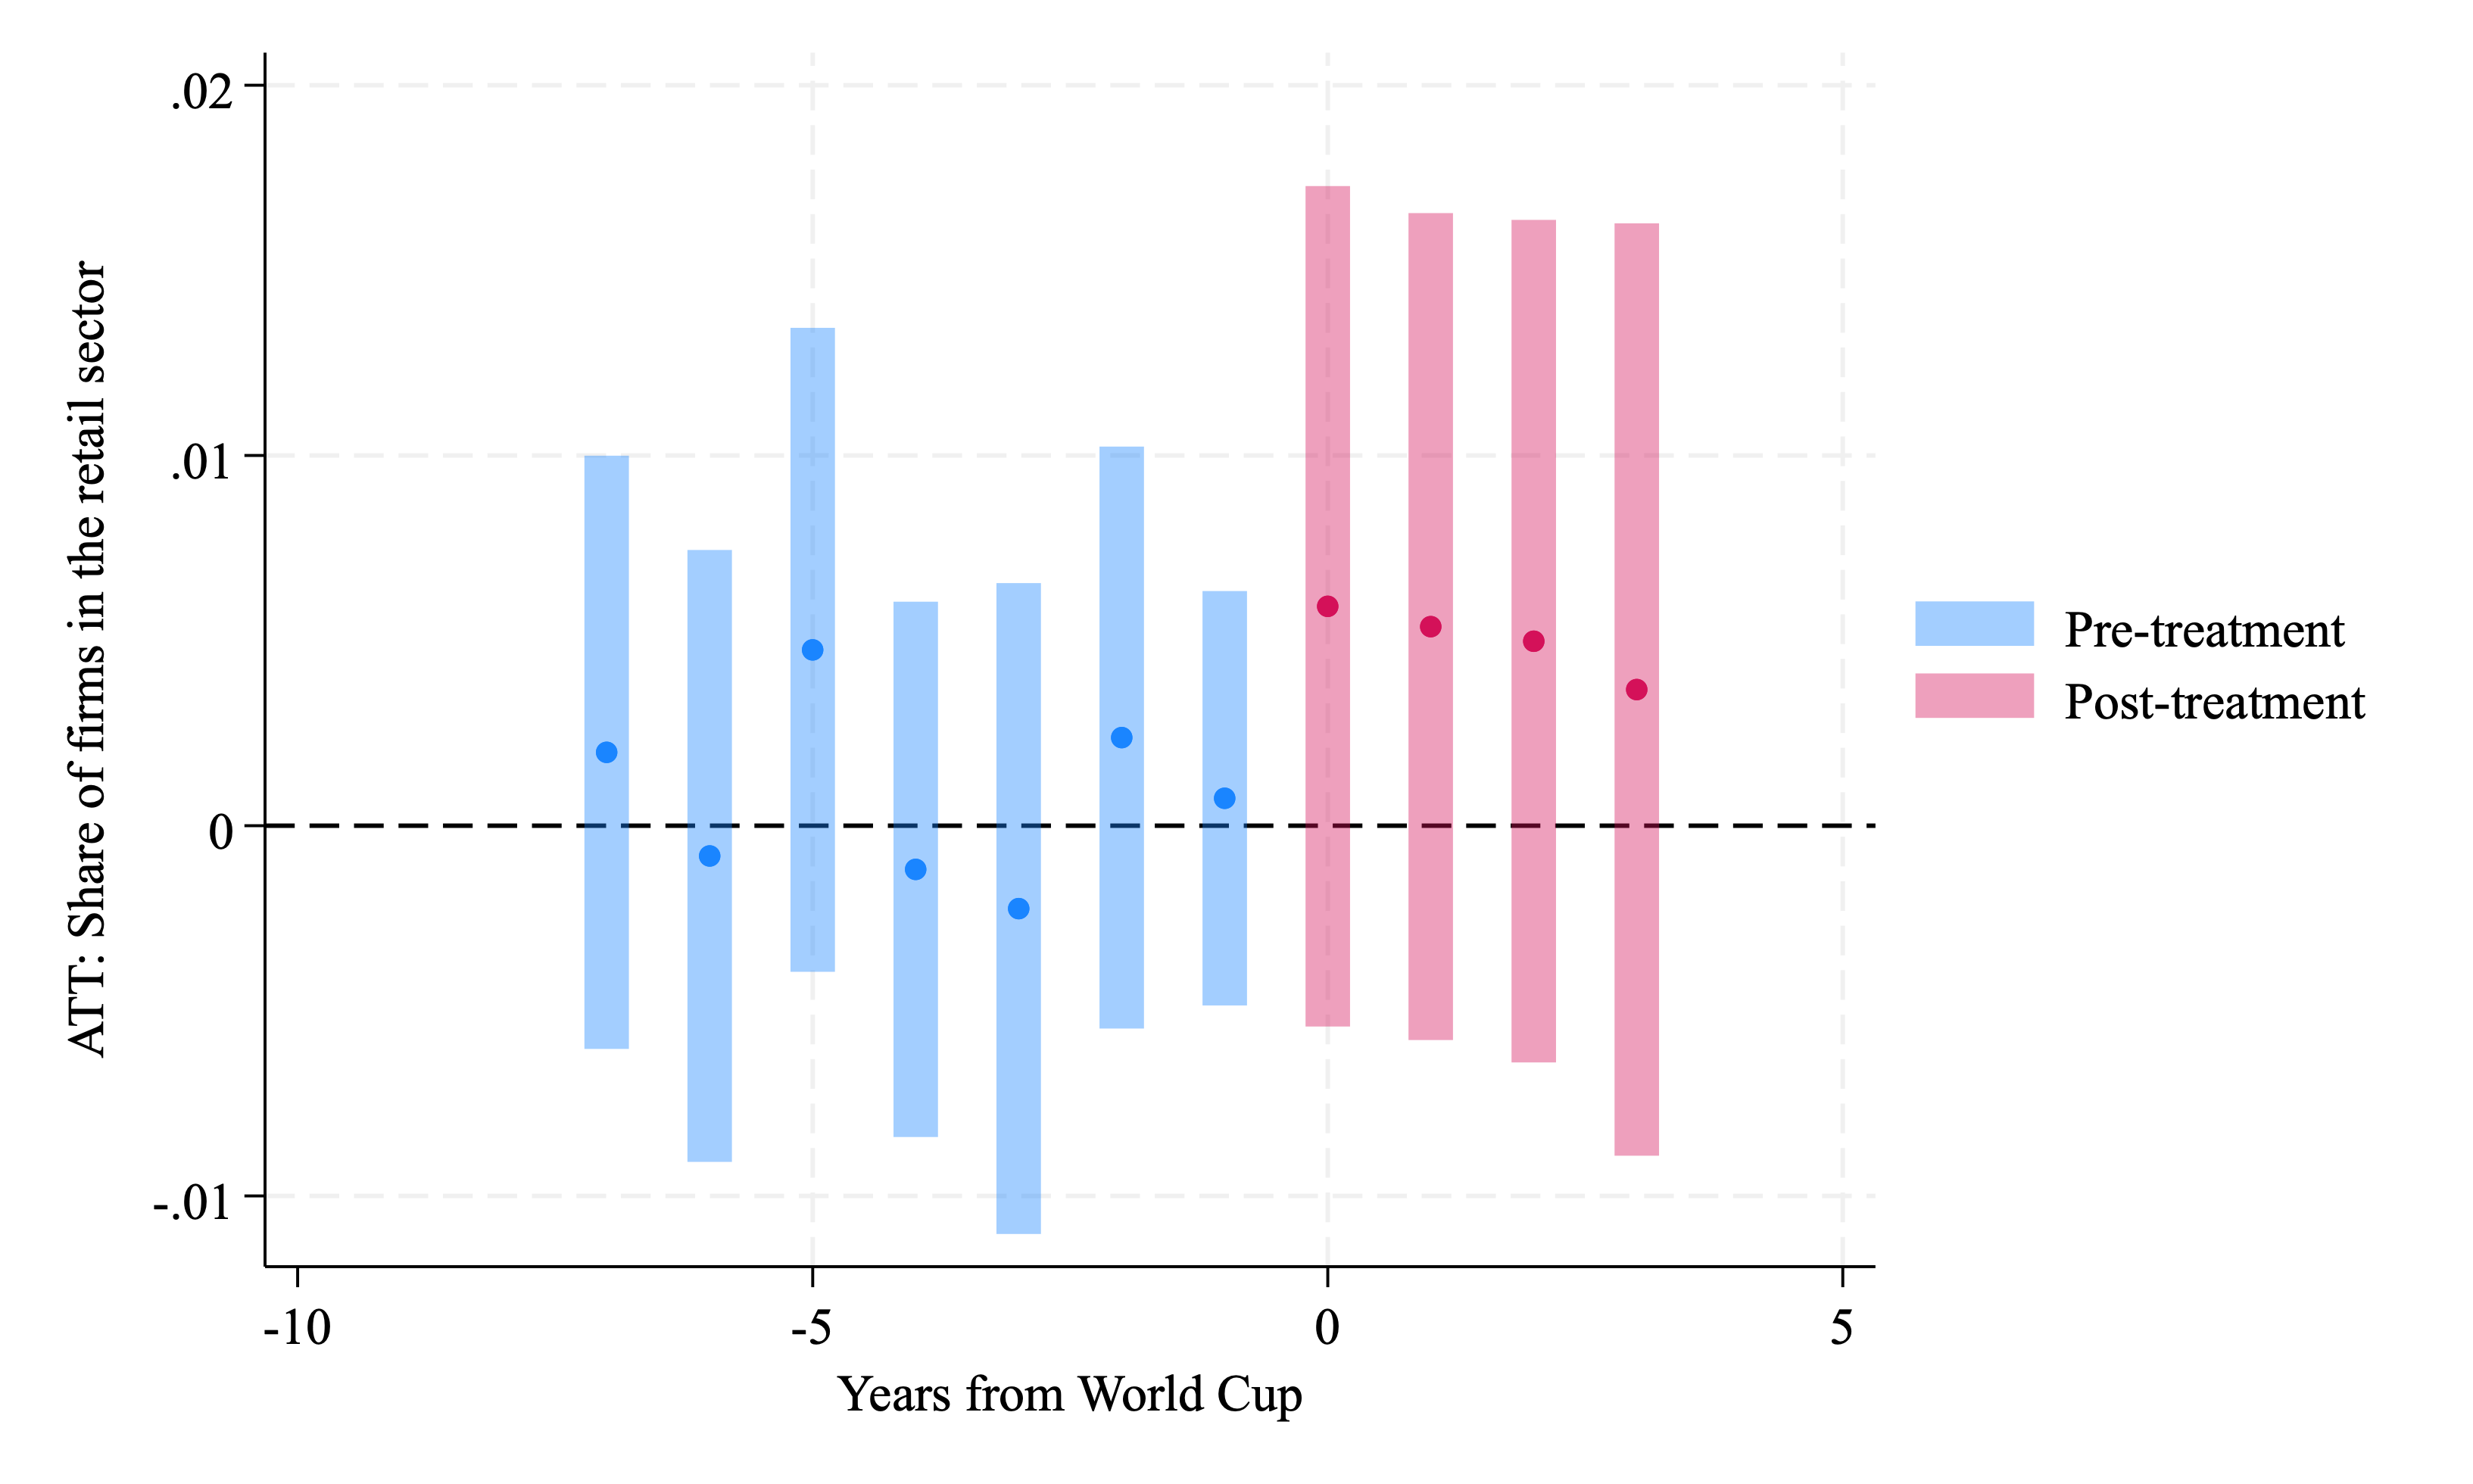 ATT: Share of firms in the retail sector
.02
.01
0
-.01
-10
-5
0
5
Years from World Cup
Pre-treatment
Post-treatment